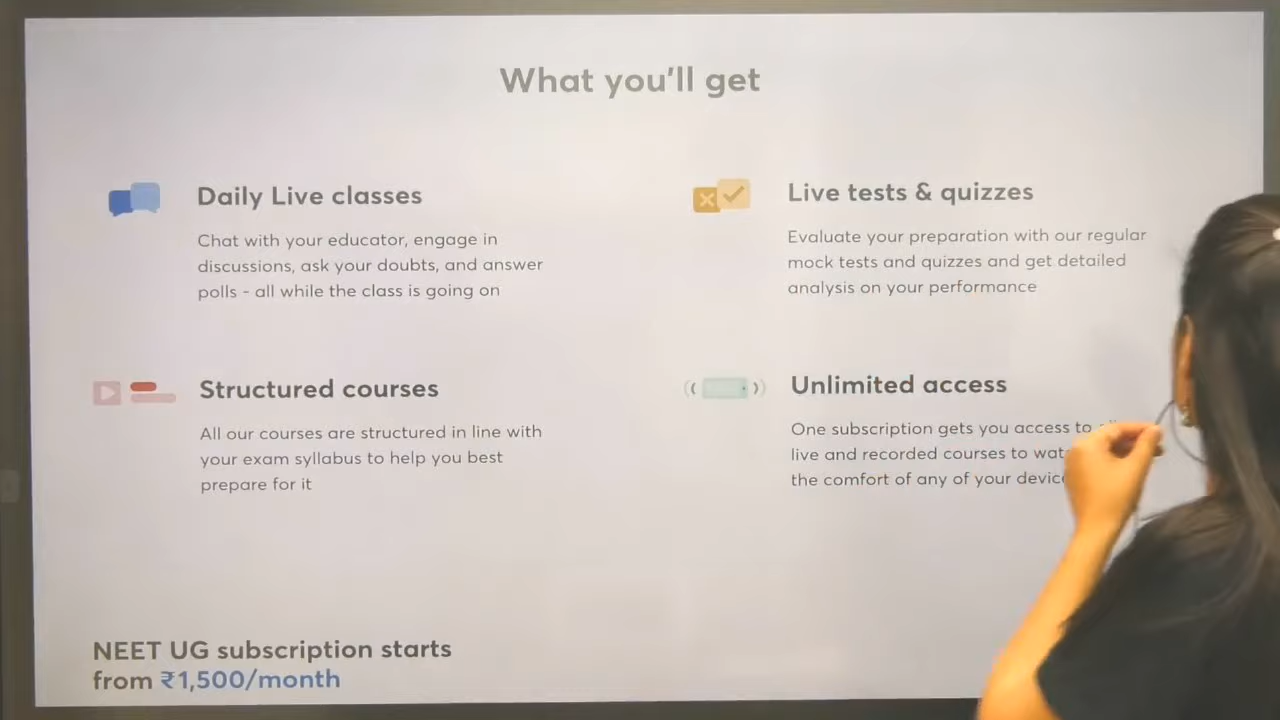 What you'll get
Daily Live classes
Chat with your educator, engage in
discussions, ask your doubts, and answer
polls - all while the class is going on
Live tests & quizzes
Evaluate your preparation with our regular
mock tests and quizzes and get detailed
analysis on your performance
Structured courses
All our courses are structured in line with
your exam syllabus to help you best
prepare for it
Unlimited access
One subscription gets you access to
live and recorded courses to
the comfort of any of your
NEET UG subscription starts
from ₹1,500/month